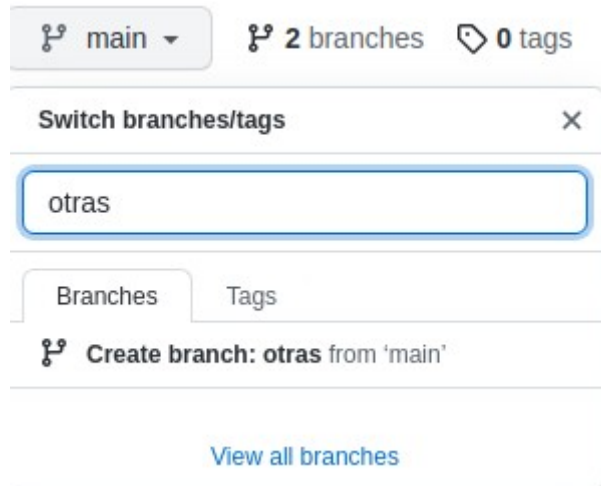 main 2 branches 0 tags
Switch branches/tags
otras
Branches Tags
Create branch: otras from ‘main’
View all branches